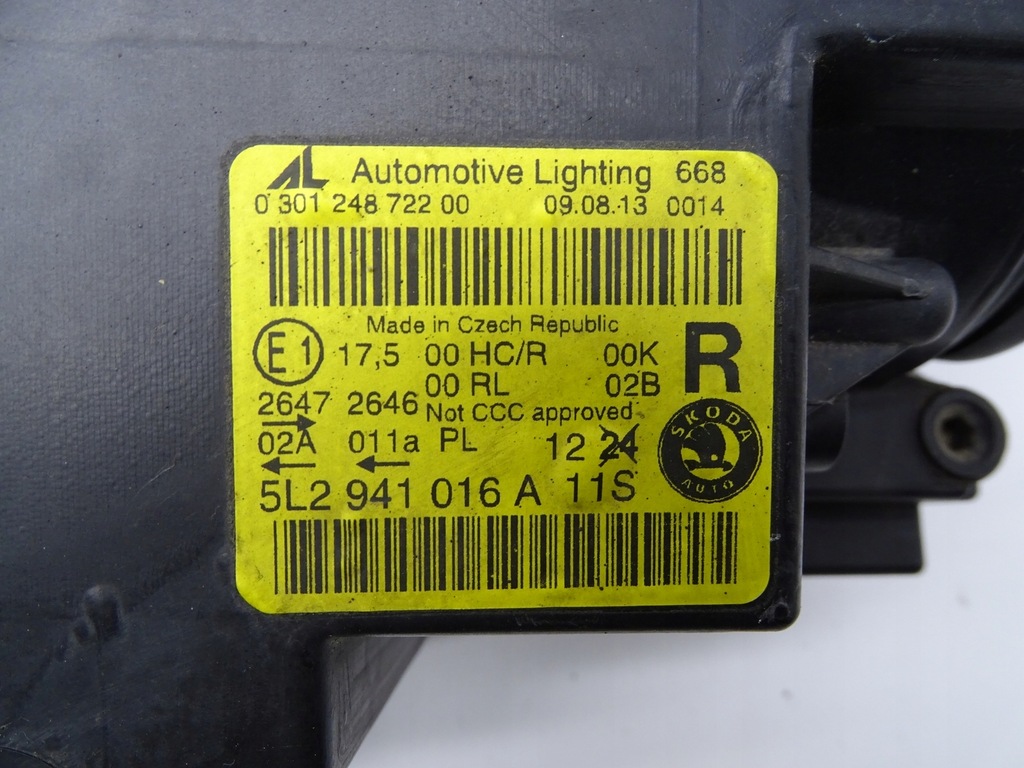 AL Automotive Lighting 668
0 301 248 722 00 09.08.13 0014
Made in Czech Republic
E1 17,5 00 HC/R 00K R
00 RL 02B
2647 2646 Not CCC approved
02A 011a PL 12 24
5L2 941 016 A 11S
SKODA
AUTO